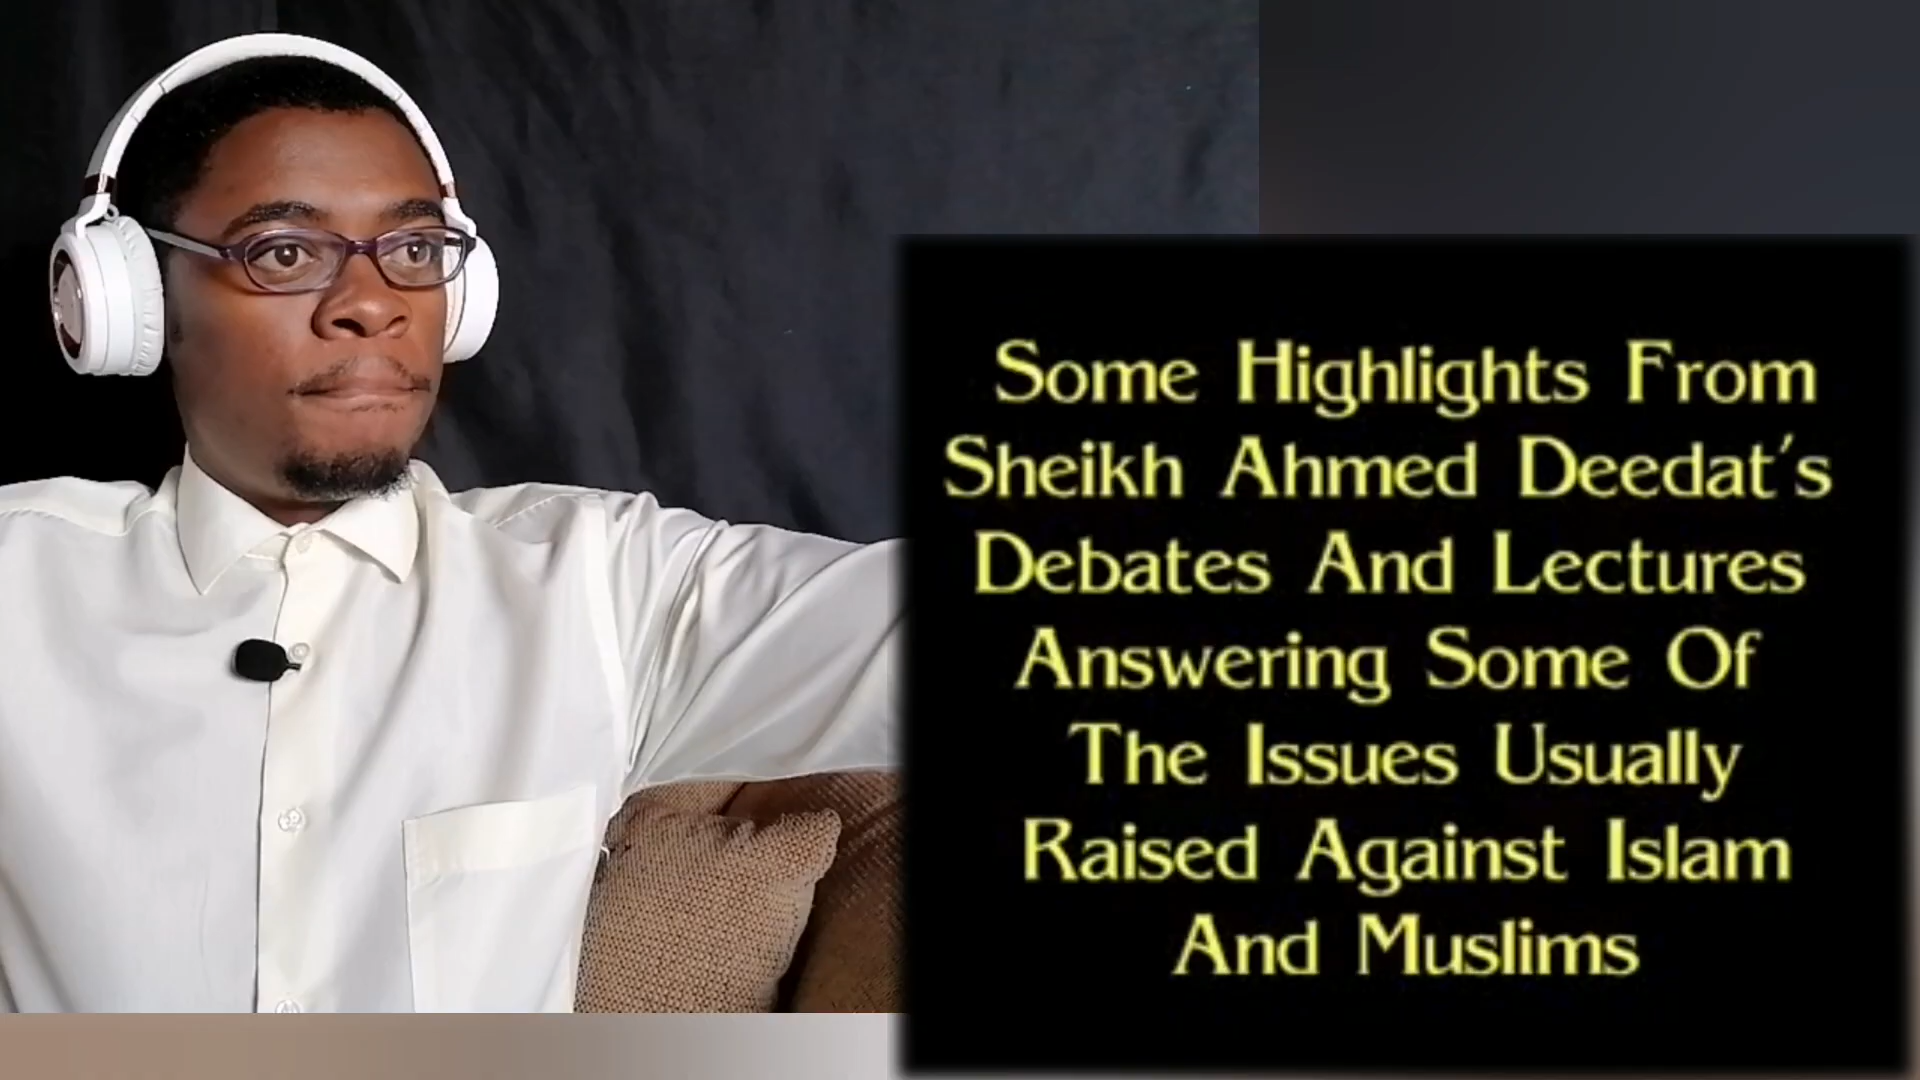 Some Highlights From
Sheikh Ahmed Deedat's
Debates And Lectures
Answering Some Of
The Issues Usually
Raised Against Islam
And Muslims